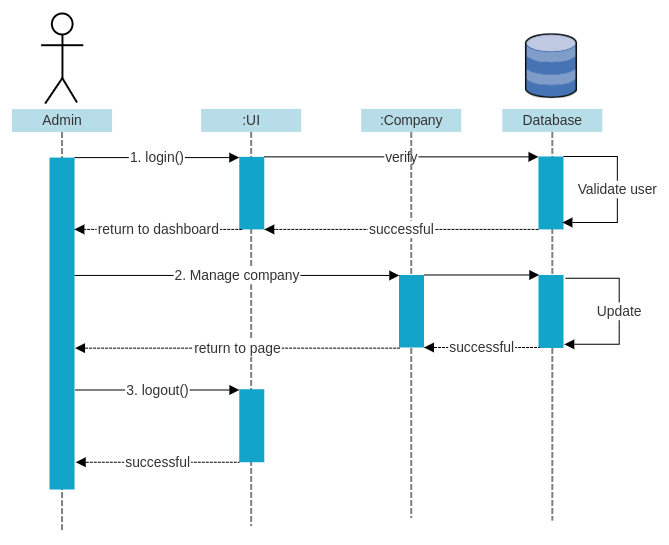 Admin
:UI
:Company
Database
1. login()
verify
Validate user
return to dashboard
successful
2. Manage company
Update
return to page
successful
3. logout()
successful